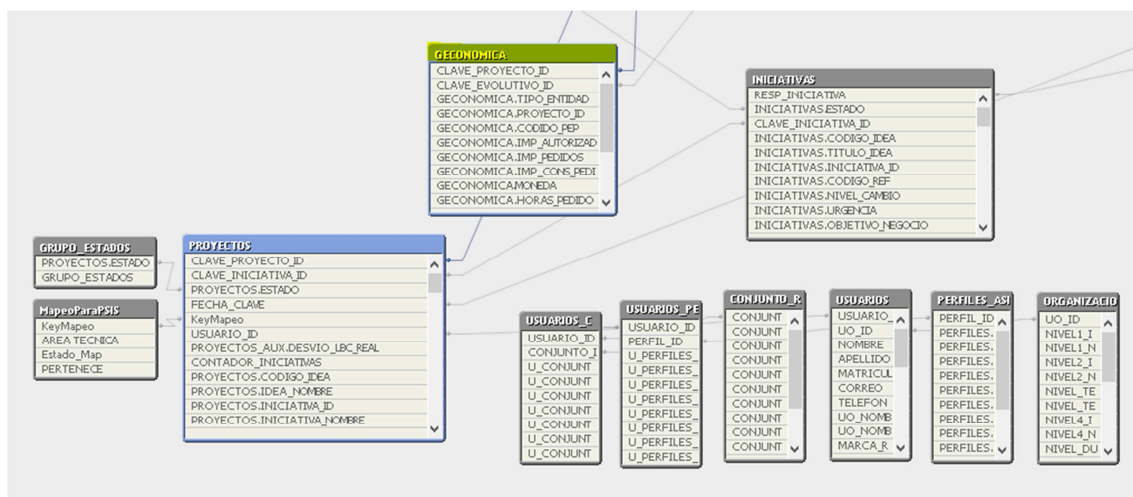 GECONOMICA
CLAVE_PROYECTO_ID
CLAVE_EVOLUTIVO_ID
GECONOMICA.TIPO_ENTIDAD
GECONOMICA.PROYECTO_ID
GECONOMICA.CODIDO_PEP
GECONOMICA.IMP_AUTORIZAD
GECONOMICA.IMP_PEDIDOS
GECONOMICA.IMP_CONS_PEDI
GECONOMICA.MONEDA
GECONOMICA.HORAS_PEDIDO
INICIATIVAS
RESP_INICIATIVA
INICIATIVAS.ESTADO
CLAVE_INICIATIVA_ID
INICIATIVAS.CODIGO_IDEA
INICIATIVAS.TITULO_IDEA
INICIATIVAS.INICIATIVA_ID
INICIATIVAS.CODIGO_REF
INICIATIVAS.NIVEL_CAMBIO
INICIATIVAS.URGENCIA
INICIATIVAS.OBJETIVO_NEGOCIO
GRUPO_ESTADOS
PROYECTOS.ESTADO
GRUPO_ESTADOS
MapeoParaPSIS
KeyMapeo
AREA TECNICA
Estado_Map
PERTENECE
PROYECTOS
CLAVE_PROYECTO_ID
CLAVE_INICIATIVA_ID
PROYECTOS.ESTADO
FECHA_CLAVE
KeyMapeo
USUARIO_ID
PROYECTOS_AUX.DESVIO_LBC_REAL
CONTADOR_INICIATIVAS
PROYECTOS.CODIGO_IDEA
PROYECTOS.IDEA_NOMBRE
PROYECTOS.INICIATIVA_ID
PROYECTOS.INICIATIVA_NOMBRE
USUARIOS_C
USUARIO_ID
CONJUNTO_I
U_CONJUNT
U_CONJUNT
U_CONJUNT
U_CONJUNT
U_CONJUNT
U_CONJUNT
U_CONJUNT
USUARIOS_PE
USUARIO_ID
PERFIL_ID
U_PERFILES_
U_PERFILES_
U_PERFILES_
U_PERFILES_
U_PERFILES_
U_PERFILES_
U_PERFILES_
U_PERFILES_
CONJUNTO_R
CONJUNT
CONJUNT
CONJUNT
CONJUNT
CONJUNT
CONJUNT
CONJUNT
CONJUNT
CONJUNT
CONJUNT
USUARIOS
USUARIO_
UO_ID
NOMBRE
APELLIDO
MATRICUL
CORREO
TELEFON
UO_NOMB
UO_NOMB
MARCA_R
PERFILES_ASI
PERFIL_ID
PERFILES.
PERFILES.
PERFILES.
PERFILES.
PERFILES.
PERFILES.
PERFILES.
PERFILES.
PERFILES.
ORGANIZACIO
UO_ID
NIVEL1_I
NIVEL1_N
NIVEL2_I
NIVEL2_N
NIVEL_TE
NIVEL_TE
NIVEL4_I
NIVEL4_N
NIVEL_DU